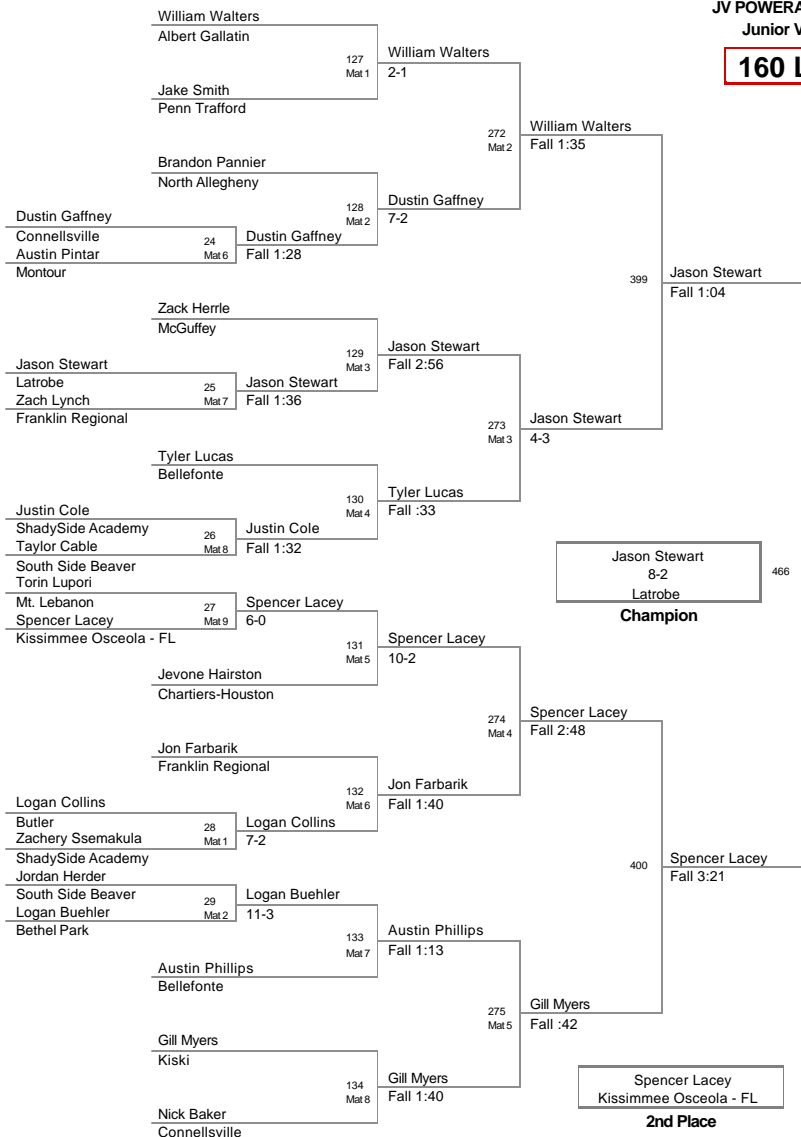 JV POWERA
Junior V
160 L
William Walters
Albert Gallatin
127
Mat 1
Jake Smith
Penn Trafford
William Walters
2-1
Brandon Pannier
North Allegheny
128
Mat 2
Dustin Gaffney
Connellsville
Austin Pintar
Montour
24
Mat 6
Dustin Gaffney
Fall 1:28
Dustin Gaffney
7-2
272
Mat 2
William Walters
Fall 1:35
Zack Herrle
McGuffey
129
Mat 3
Jason Stewart
Latrobe
Zach Lynch
Franklin Regional
25
Mat 7
Jason Stewart
Fall 1:36
Jason Stewart
Fall 2:56
Tyler Lucas
Bellefonte
130
Mat 4
Justin Cole
ShadySide Academy
Taylor Cable
South Side Beaver
26
Mat 8
Justin Cole
Fall 1:32
Tyler Lucas
Fall :33
273
Mat 3
Jason Stewart
4-3
399
Jason Stewart
Fall 1:04
Jason Stewart
8-2
Latrobe
Champion
466
Torin Lupori
Mt. Lebanon
Spencer Lacey
Kissimmee Osceola - FL
27
Mat 9
Spencer Lacey
6-0
131
Mat 5
Jevone Hairston
Chartiers-Houston
Spencer Lacey
10-2
Jon Farbarik
Franklin Regional
132
Mat 6
Logan Collins
Butler
Zachery Ssemakula
ShadySide Academy
28
Mat 1
Logan Collins
7-2
Jon Farbarik
Fall 1:40
274
Mat 4
Spencer Lacey
Fall 2:48
Jordan Herder
South Side Beaver
Logan Buehler
Bethel Park
29
Mat 2
Logan Buehler
11-3
133
Mat 7
Austin Phillips
Bellefonte
Austin Phillips
Fall 1:13
Gill Myers
Kiski
134
Mat 8
Nick Baker
Connellsville
Gill Myers
Fall 1:40
275
Mat 5
Gill Myers
Fall :42
400
Spencer Lacey
Fall 3:21
Spencer Lacey
Kissimmee Osceola - FL
2nd Place